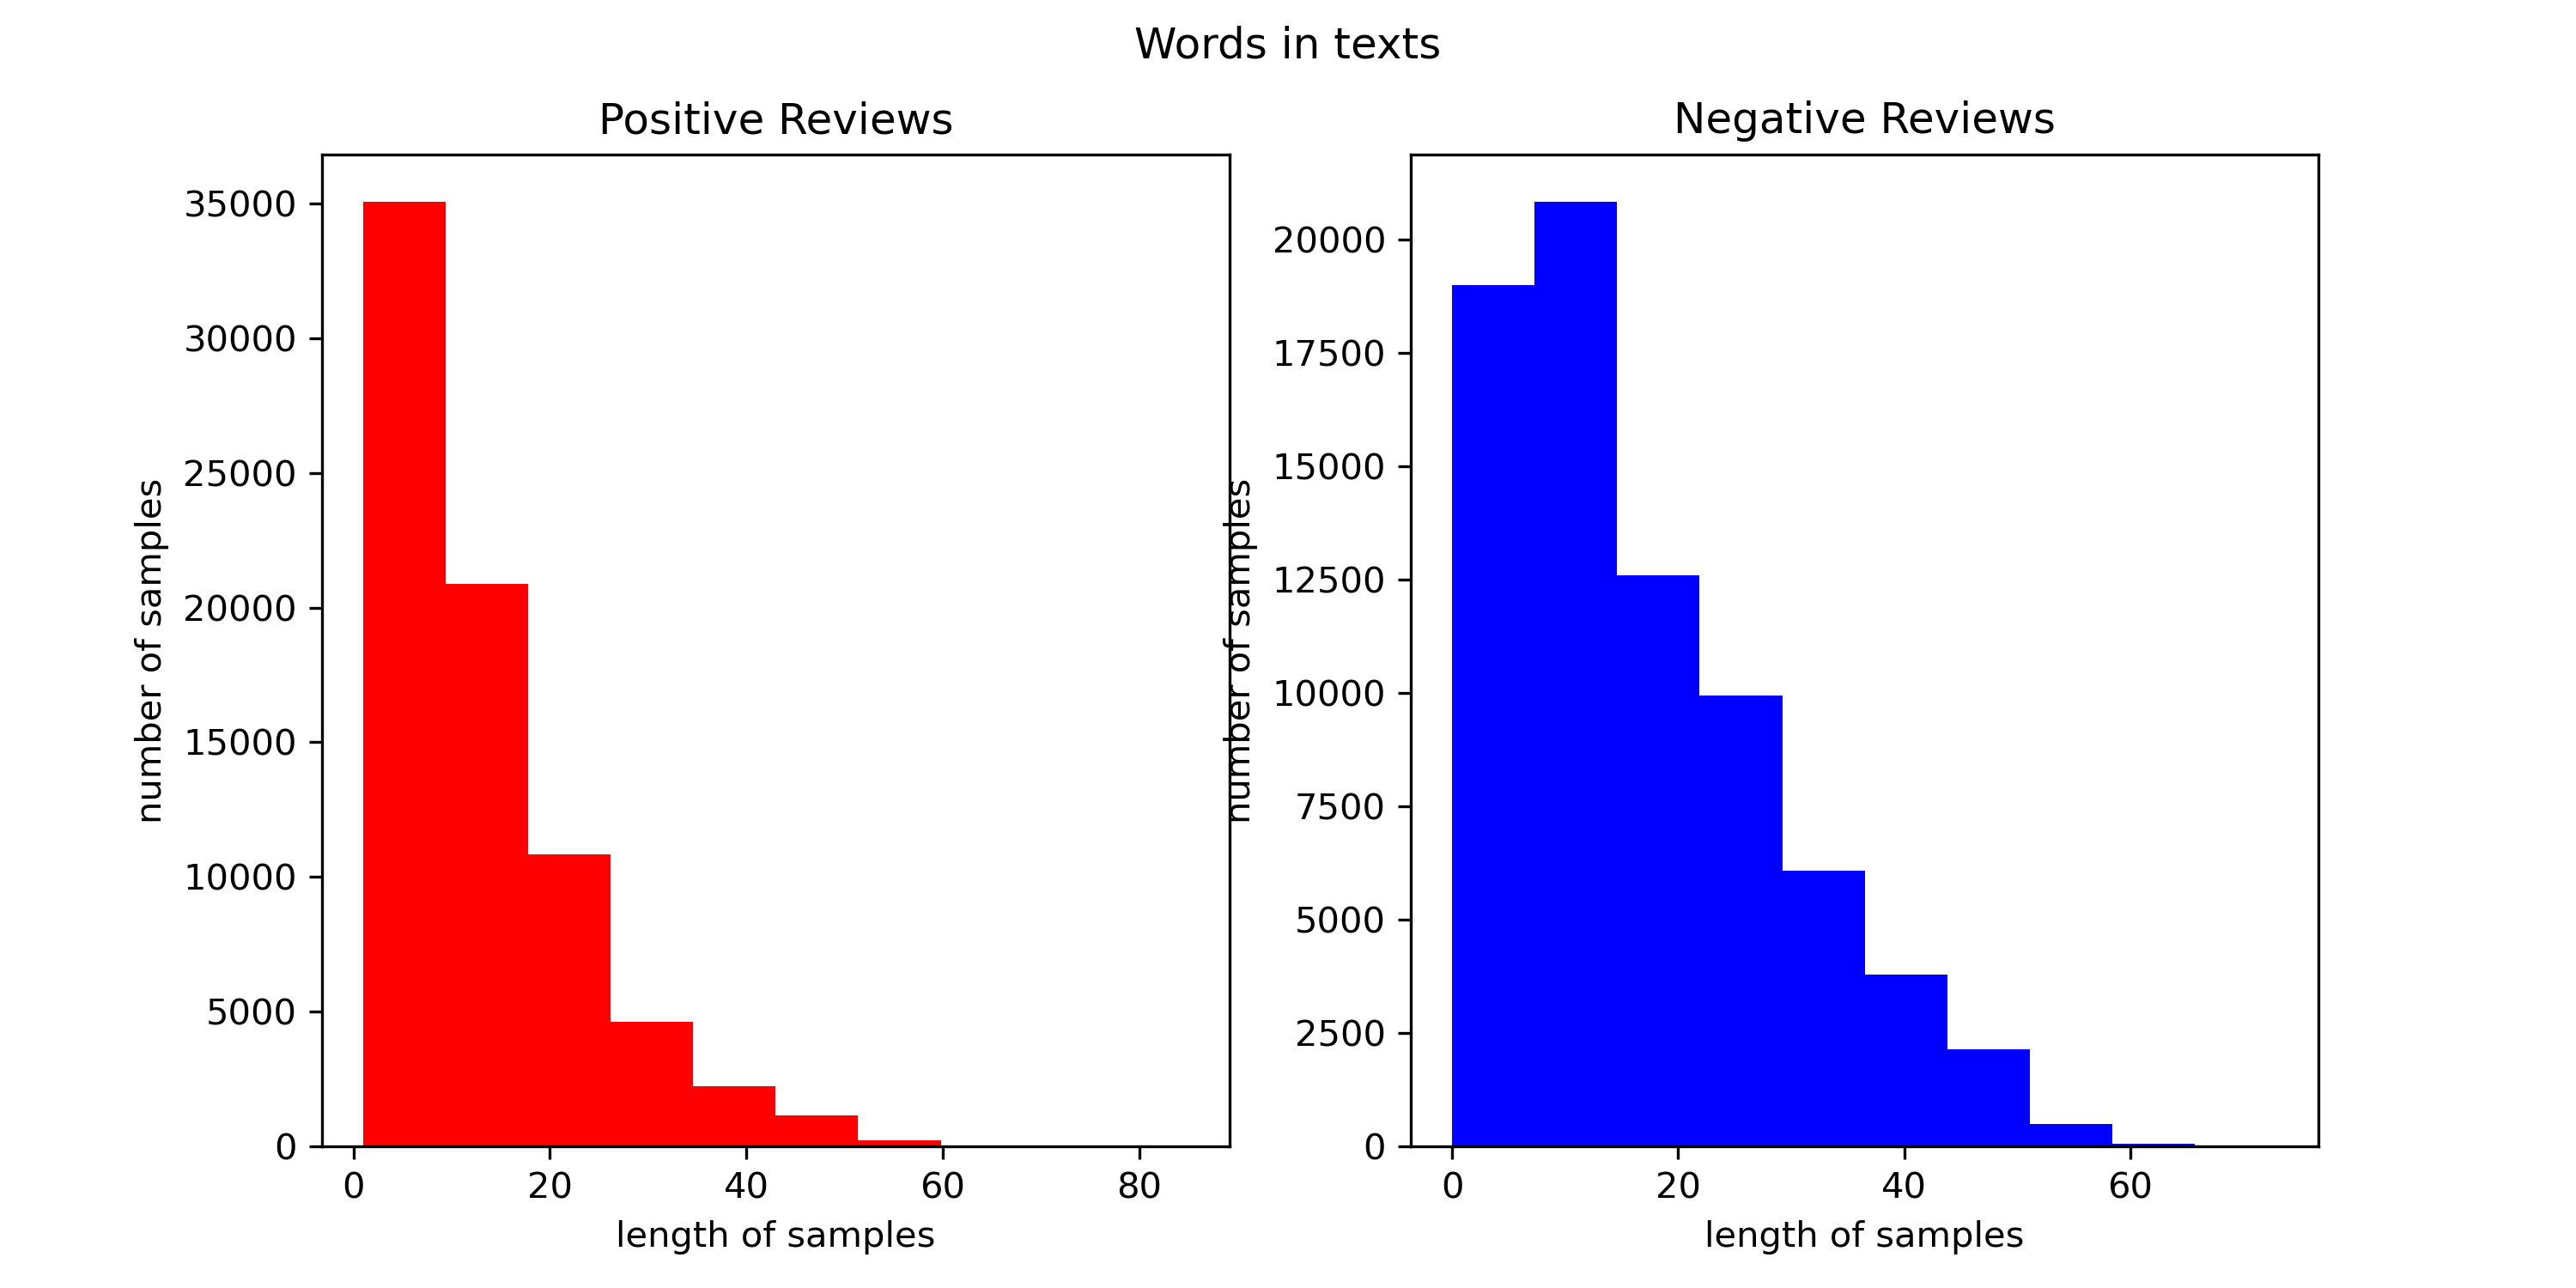 Words in texts
Positive Reviews
number of samples
35000
30000
25000
20000
15000
10000
5000
0
0 20 40 60 80
length of samples
Negative Reviews
number of samples
20000
17500
15000
12500
10000
7500
5000
2500
0
0 20 40 60
length of samples